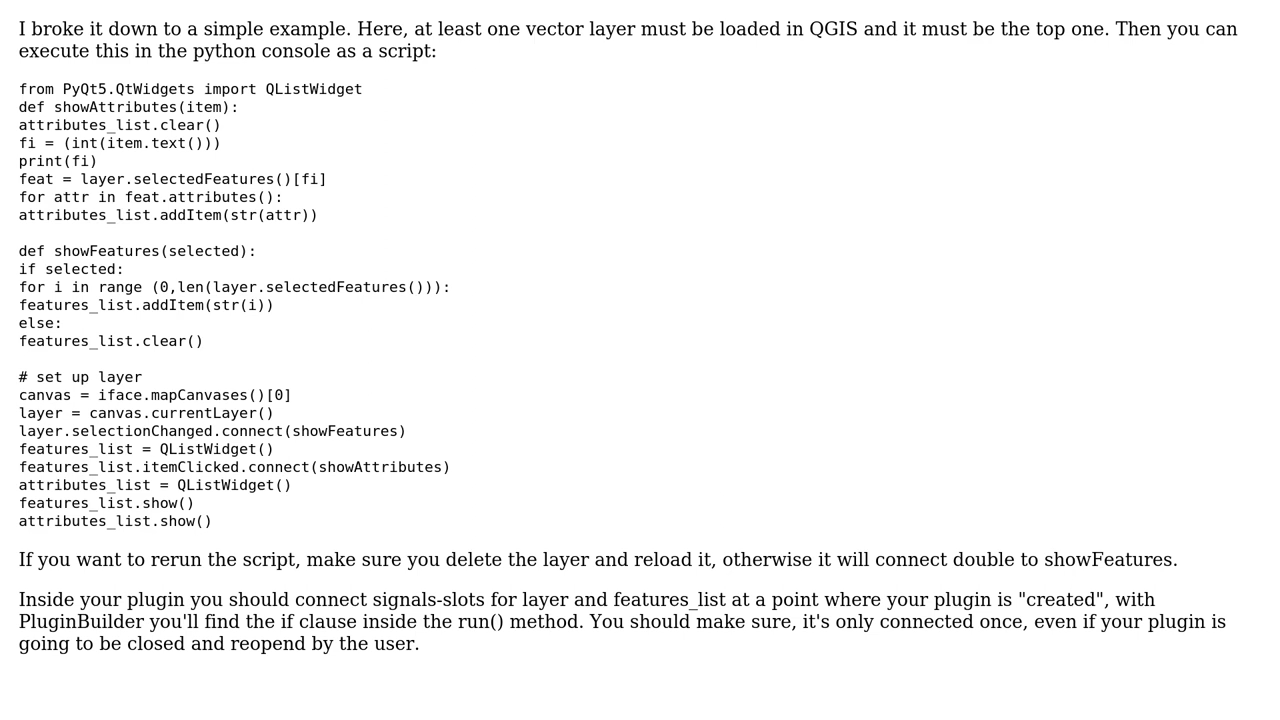 I broke it down to a simple example. Here, at least one vector layer must be loaded in QGIS and it must be the top one. Then you can
execute this in the python console as a script:
from PyQt5.QtWidgets import QListWidget
def showAttributes(item):
attributes_list.clear()
fi = (int(item.text()))
print(fi)
feat = layer.selectedFeatures()[fi]
for attr in feat.attributes():
attributes_list.addItem(str(attr))
def showFeatures(selected):
if selected:
for i in range (0,len(layer.selectedFeatures())):
features_list.addItem(str(i))
else:
features_list.clear()
# set up layer
canvas = iface.mapCanvases()[0]
layer = canvas.currentLayer()
layer.selectionChanged.connect(showFeatures)
features_list = QListWidget()
features_list.itemClicked.connect(showAttributes)
attributes_list = QListWidget()
features_list.show()
attributes_list.show()
If you want to rerun the script, make sure you delete the layer and reload it, otherwise it will connect double to showFeatures.
Inside your plugin you should connect signals-slots for layer and features_list at a point where your plugin is "created", with
PluginBuilder you'll find the if clause inside the run() method. You should make sure, it's only connected once, even if your plugin is
going to be closed and reopend by the user.